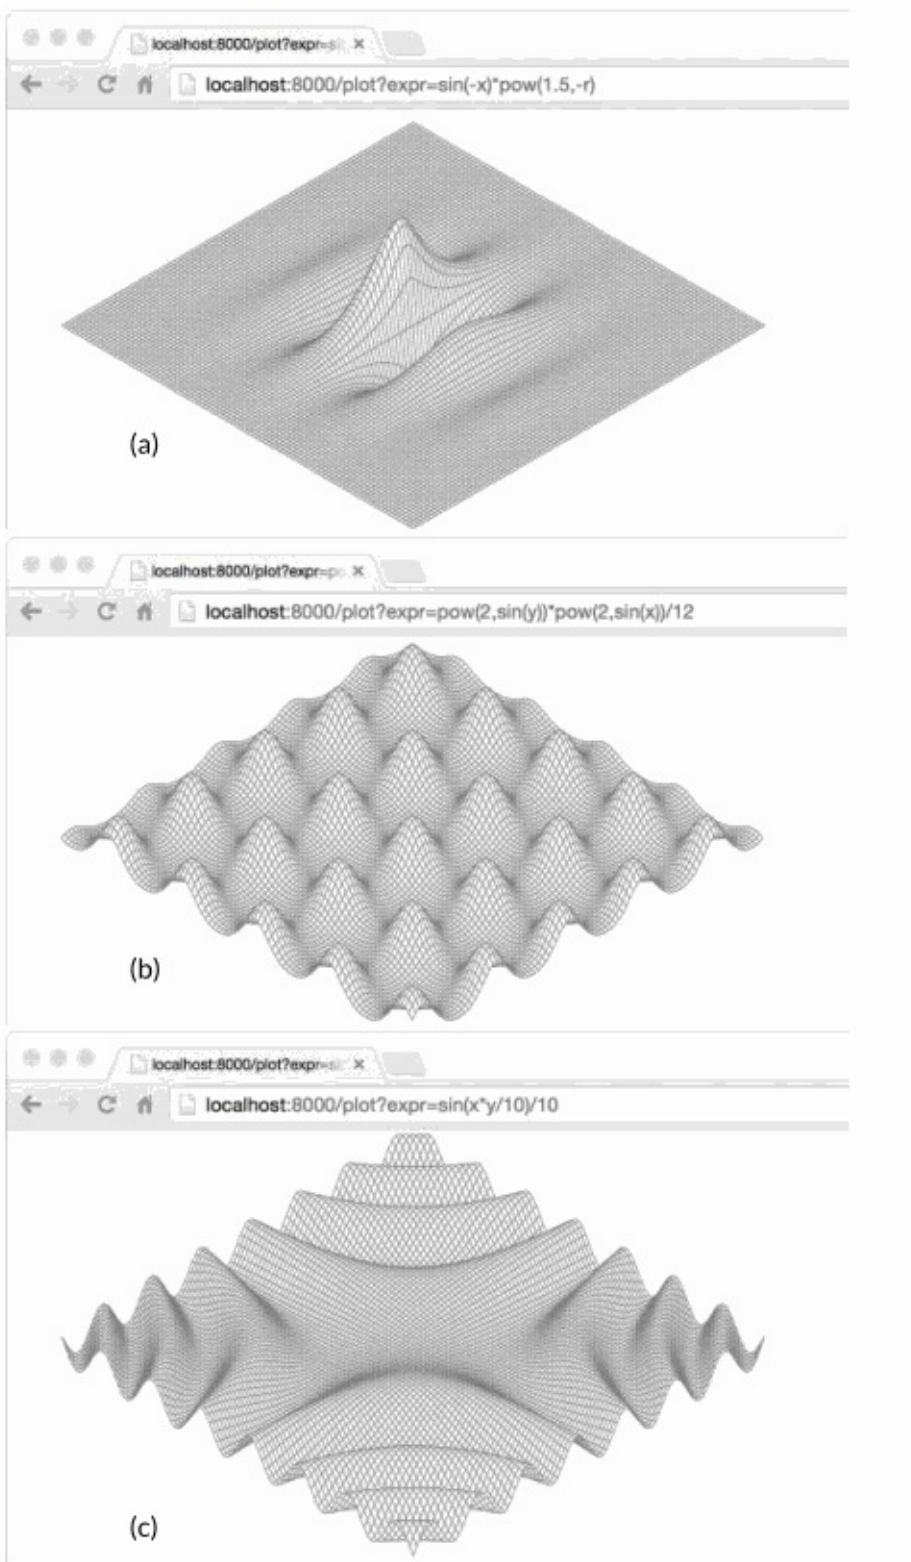 localhost:8000/plot?expr=si
localhost:8000/plot?expr=sin(-x)*pow(1.5,-r)
(a)
localhost:8000/plot?expr=po
localhost:8000/plot?expr=pow(2,sin(y))*pow(2,sin(x))/12
(b)
localhost:8000/plot?expr=si
localhost:8000/plot?expr=sin(x*y/10)/10
(c)